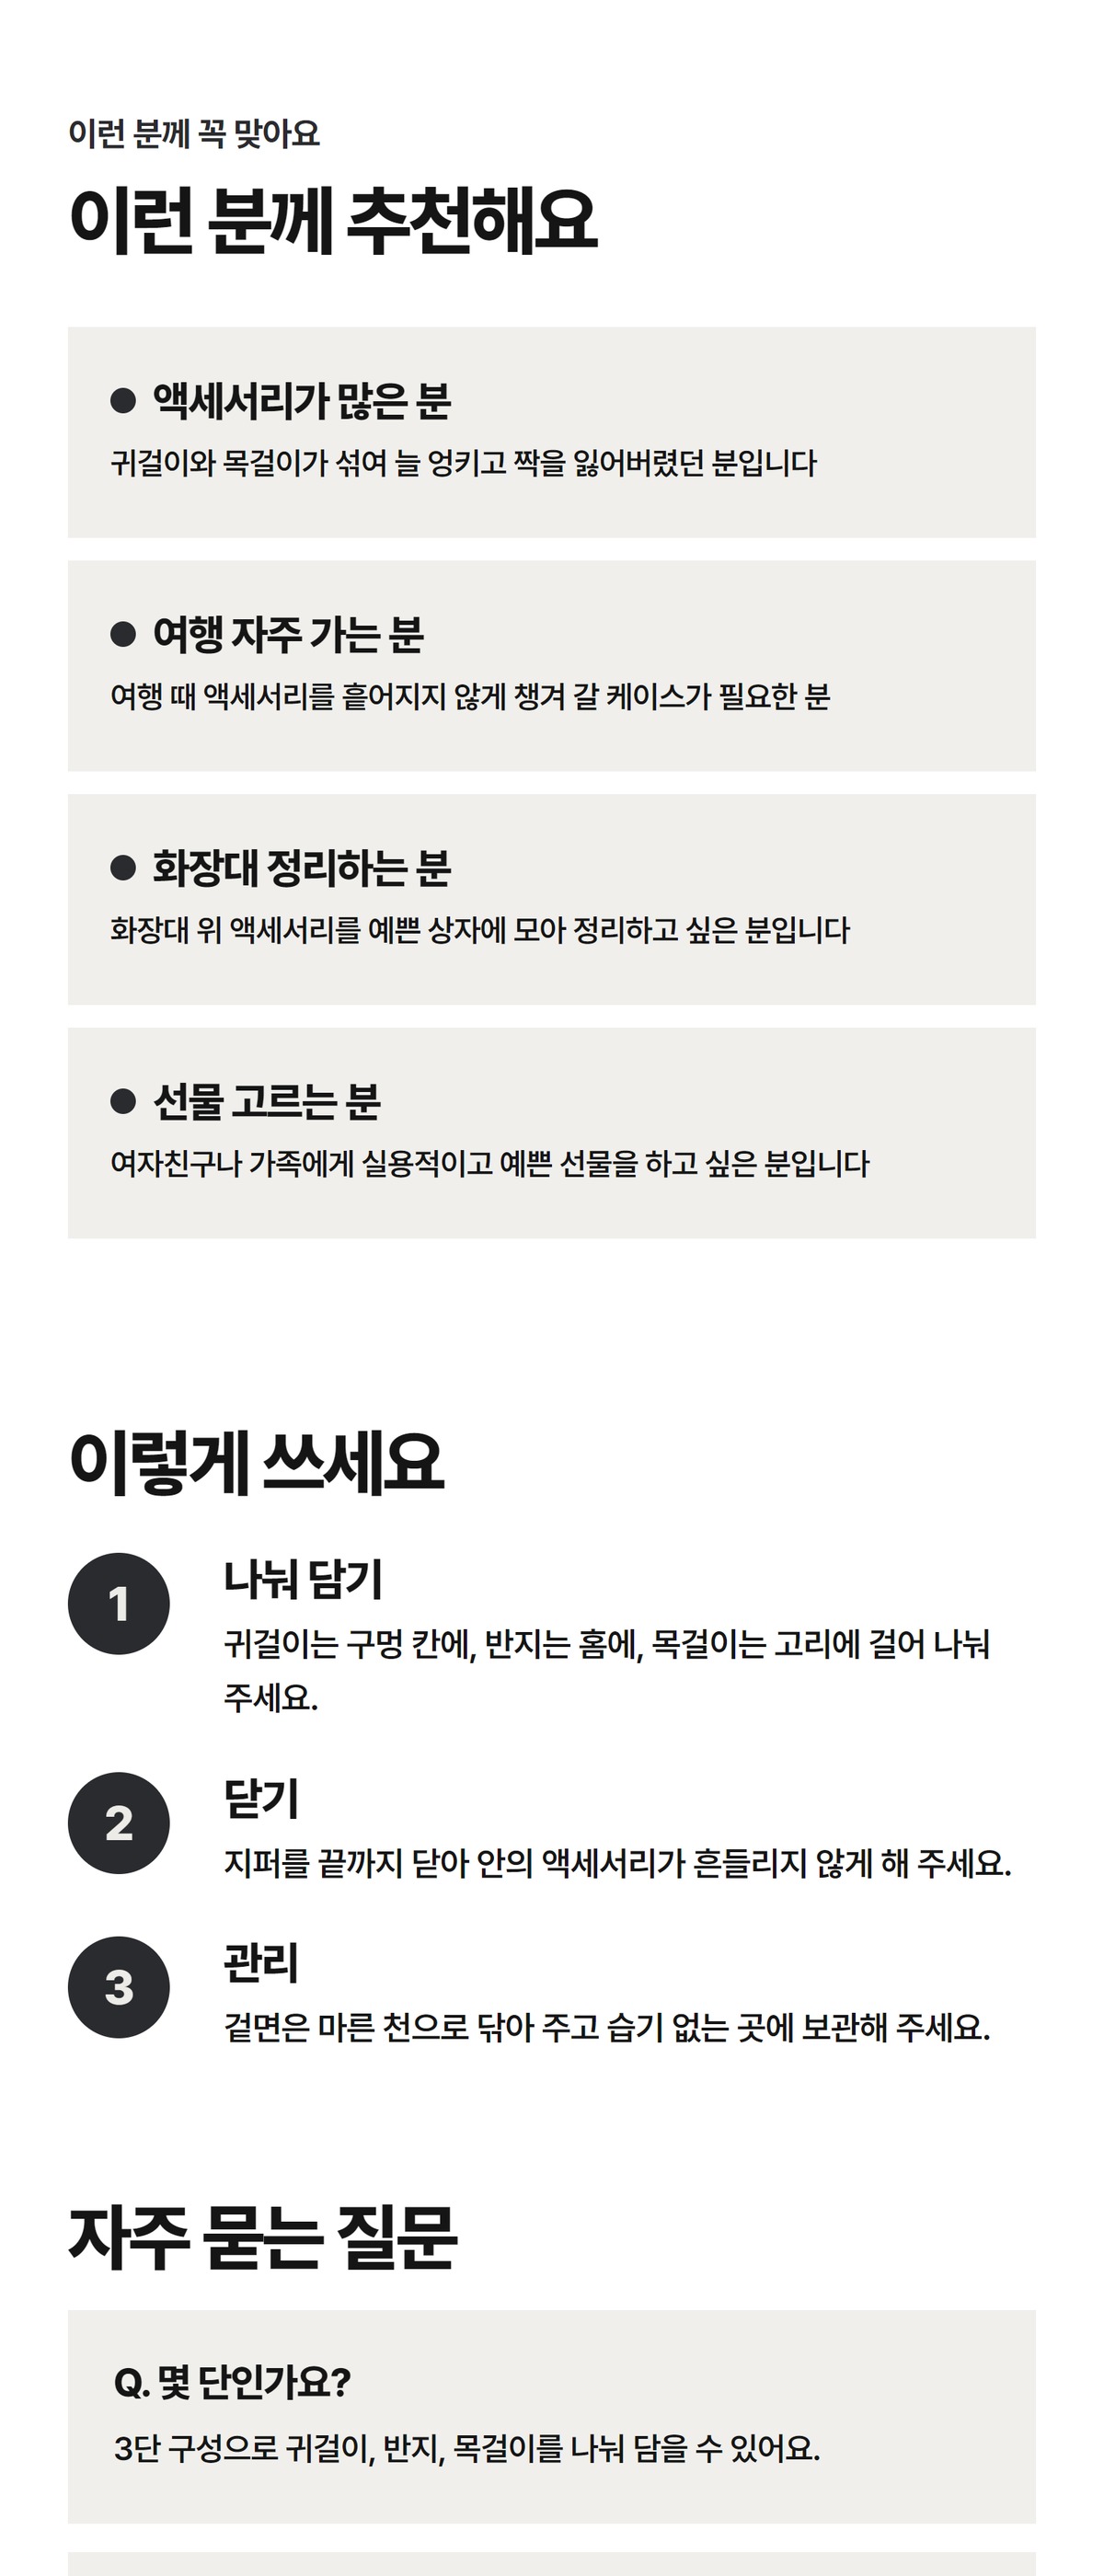 이런 분께 꼭 맞아요
이런 분께 추천해요
액세서리가 많은 분
귀걸이와 목걸이가 섞여 늘 엉키고 짝을 잃어버렸던 분입니다
여행 자주 가는 분
여행 때 액세서리를 흩어지지 않게 챙겨 갈 케이스가 필요한 분
화장대 정리하는 분
화장대 위 액세서리를 예쁜 상자에 모아 정리하고 싶은 분입니다
선물 고르는 분
여자친구나 가족에게 실용적이고 예쁜 선물을 하고 싶은 분입니다
이렇게 쓰세요
1
나눠 담기
귀걸이는 구멍 칸에, 반지는 홈에, 목걸이는 고리에 걸어 나눠
주세요.
2
닫기
지퍼를 끝까지 닫아 안의 액세서리가 흔들리지 않게 해 주세요.
3
관리
겉면은 마른 천으로 닦아 주고 습기 없는 곳에 보관해 주세요.
자주 묻는 질문
Q. 몇 단인가요?
3단 구성으로 귀걸이, 반지, 목걸이를 나눠 담을 수 있어요.